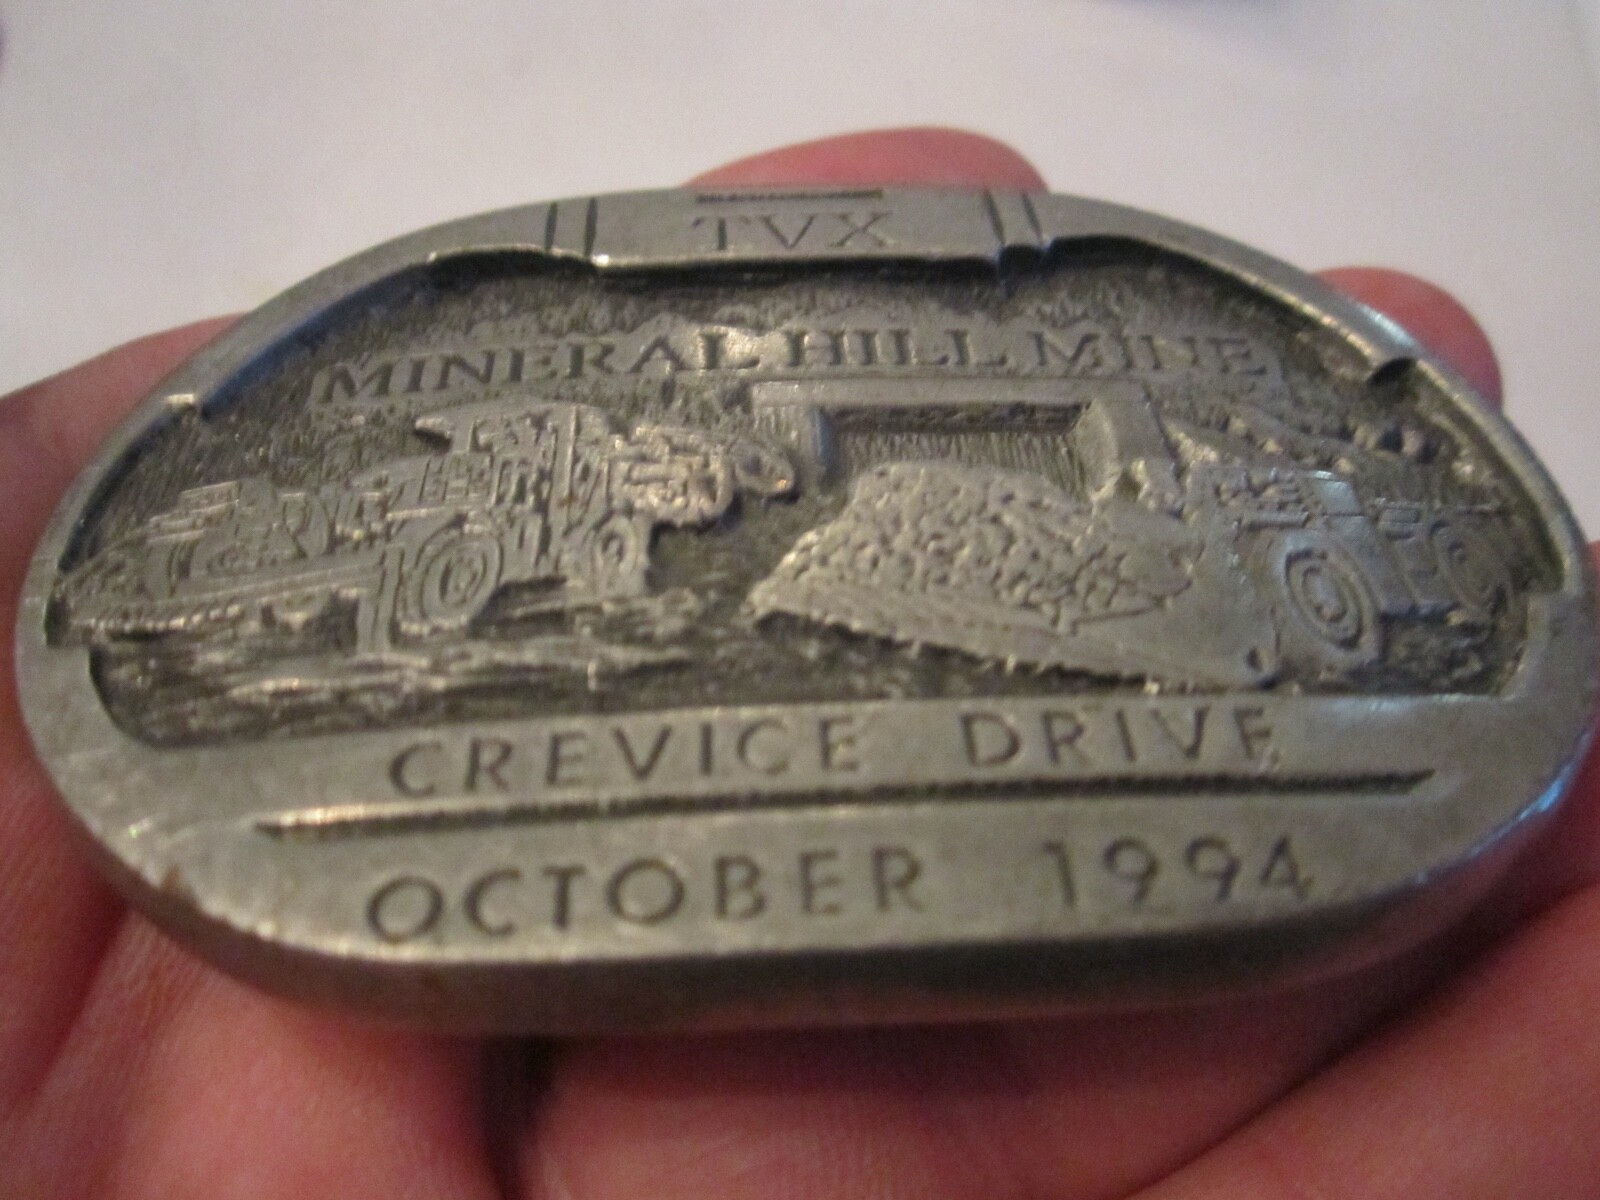 TVX
MINERAL HILL MINE
CREVICE DRIVE
OCTOBER 1994